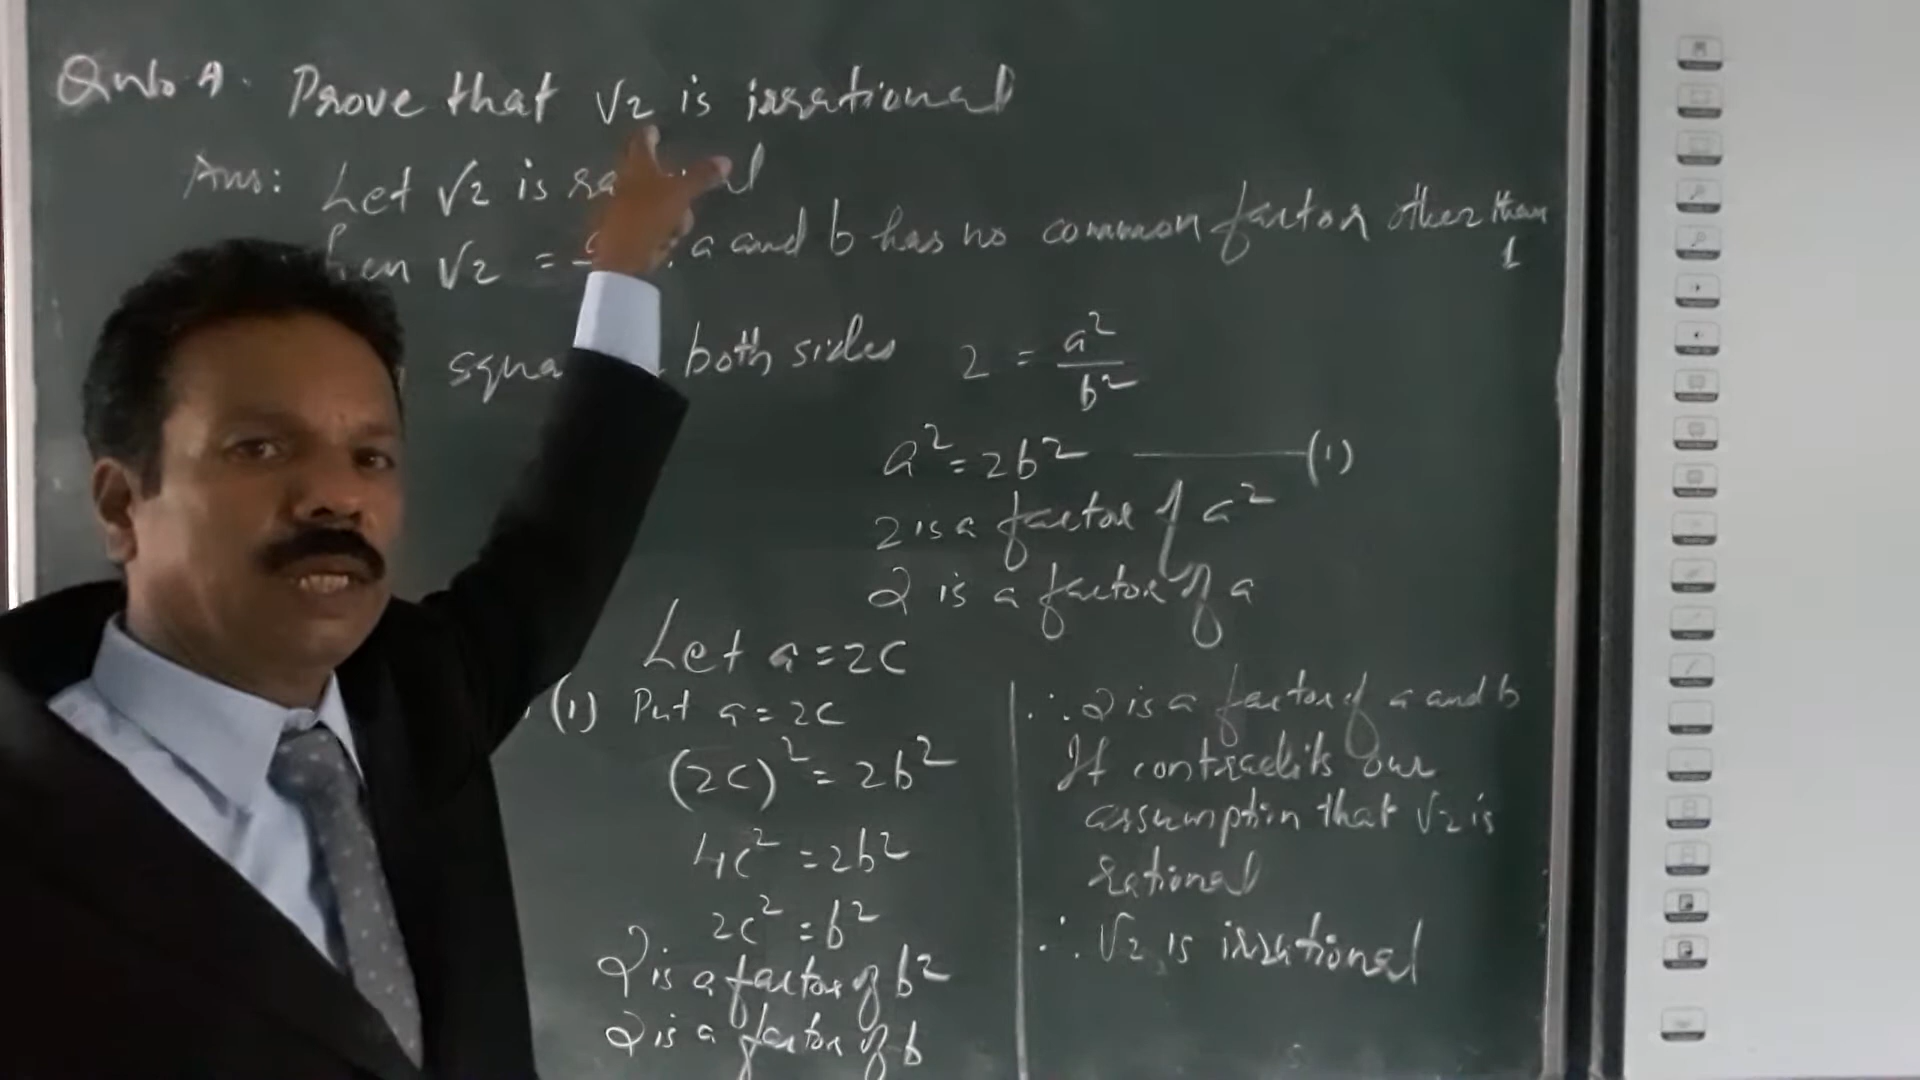 Prove that √2 is irrational
Ans: Let √2 is
√2 = a and b has no common factor other than
1
both sides 2 = a²/b²
a² = 2b² (1)
2 is a factor of a²
2 is a factor of a
Let a = 2c
(1) Put a = 2c
(2c)² = 2b²
4c² = 2b²
2c² = b²
2 is a factor of b²
2 is a factor of b
∴ 2 is a factor of a and b
It contradits our
assumption that √2 is
rational
∴ √2 is irrational